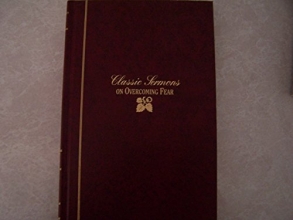 Classic Sermons
ON OVERCOMING FEAR